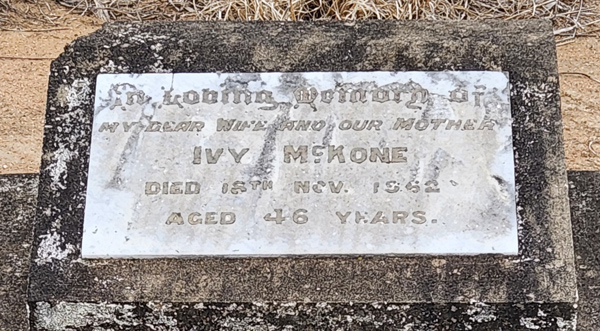 In Loving Memory of
MY DEAR WIFE AND OUR MOTHER
IVY McKONE
DIED 18TH NOV. 1962
AGED 46 YEARS.